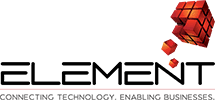 ELEMENT
CONNECTING TECHNOLOGY. ENABLING BUSINESSES.